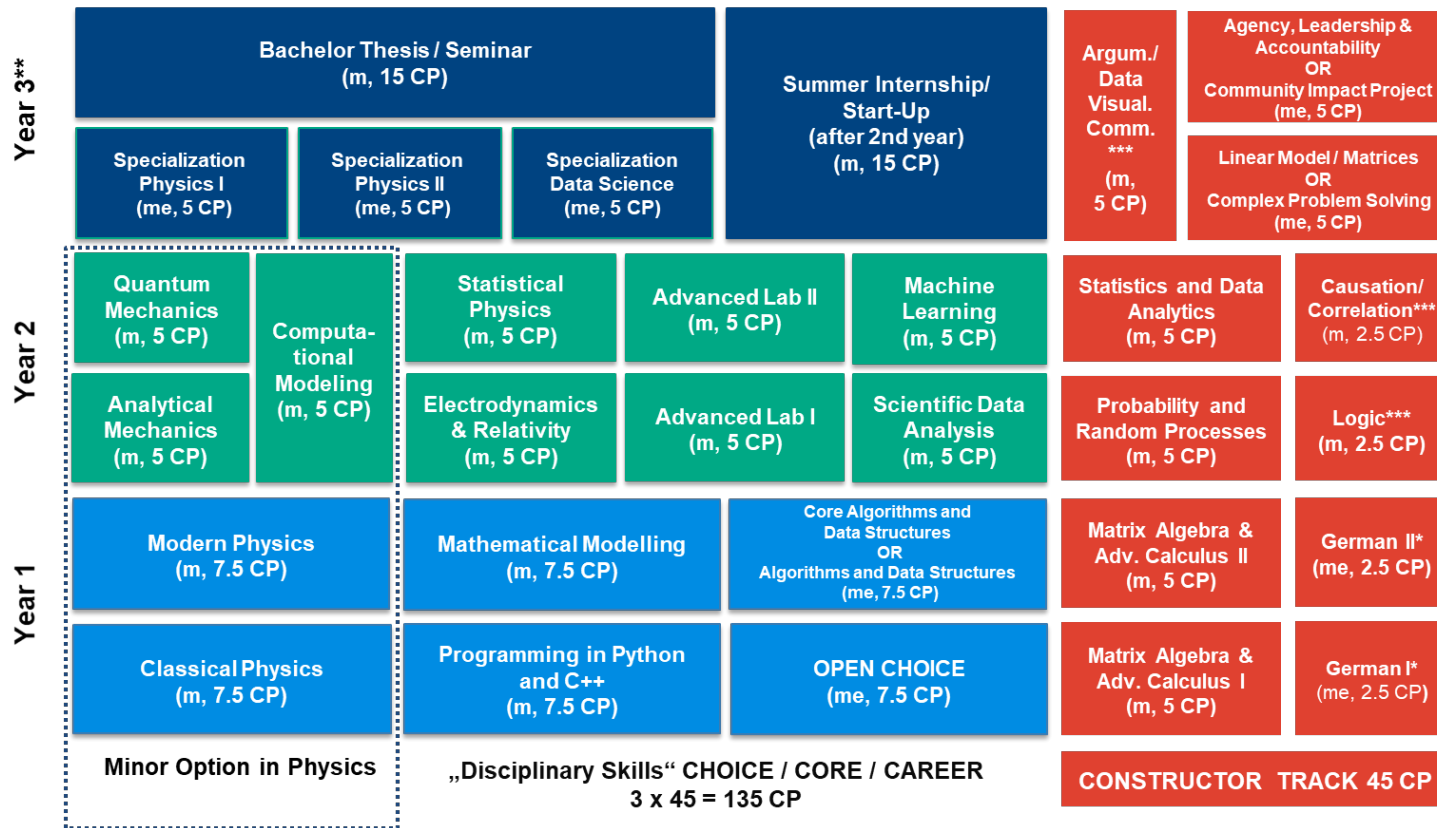 Year 3**
Bachelor Thesis / Seminar
(m, 15 CP)
Specialization
Physics I
(me, 5 CP)
Specialization
Physics II
(me, 5 CP)
Specialization
Data Science
(me, 5 CP)
Summer Internship/
Start-Up
(after 2nd year)
(m, 15 CP)
Argum./
Data
Visual.
Comm.
***
(m,
5 CP)
Agency, Leadership &
Accountability
OR
Community Impact Project
(me, 5 CP)
Linear Model / Matrices
OR
Complex Problem Solving
(me, 5 CP)
Year 2
Quantum
Mechanics
(m, 5 CP)
Computa-
tional
Modeling
(m, 5 CP)
Statistical
Physics
(m, 5 CP)
Advanced Lab II
(m, 5 CP)
Machine
Learning
(m, 5 CP)
Statistics and Data
Analytics
(m, 5 CP)
Causation/
Correlation***
(m, 2.5 CP)
Analytical
Mechanics
(m, 5 CP)
Electrodynamics
& Relativity
(m, 5 CP)
Advanced Lab I
(m, 5 CP)
Scientific Data
Analysis
(m, 5 CP)
Probability and
Random Processes
(m, 5 CP)
Logic***
(m, 2.5 CP)
Year 1
Modern Physics
(m, 7.5 CP)
Mathematical Modelling
(m, 7.5 CP)
Core Algorithms and
Data Structures
OR
Algorithms and Data Structures
(me, 7.5 CP)
Matrix Algebra &
Adv. Calculus II
(m, 5 CP)
German II*
(me, 2.5 CP)
Classical Physics
(m, 7.5 CP)
Programming in Python
and C++
(m, 7.5 CP)
OPEN CHOICE
(me, 7.5 CP)
Matrix Algebra &
Adv. Calculus I
(m, 5 CP)
German I*
(me, 2.5 CP)
Minor Option in Physics
„Disciplinary Skills“ CHOICE / CORE / CAREER
3 x 45 = 135 CP
CONSTRUCTOR TRACK 45 CP